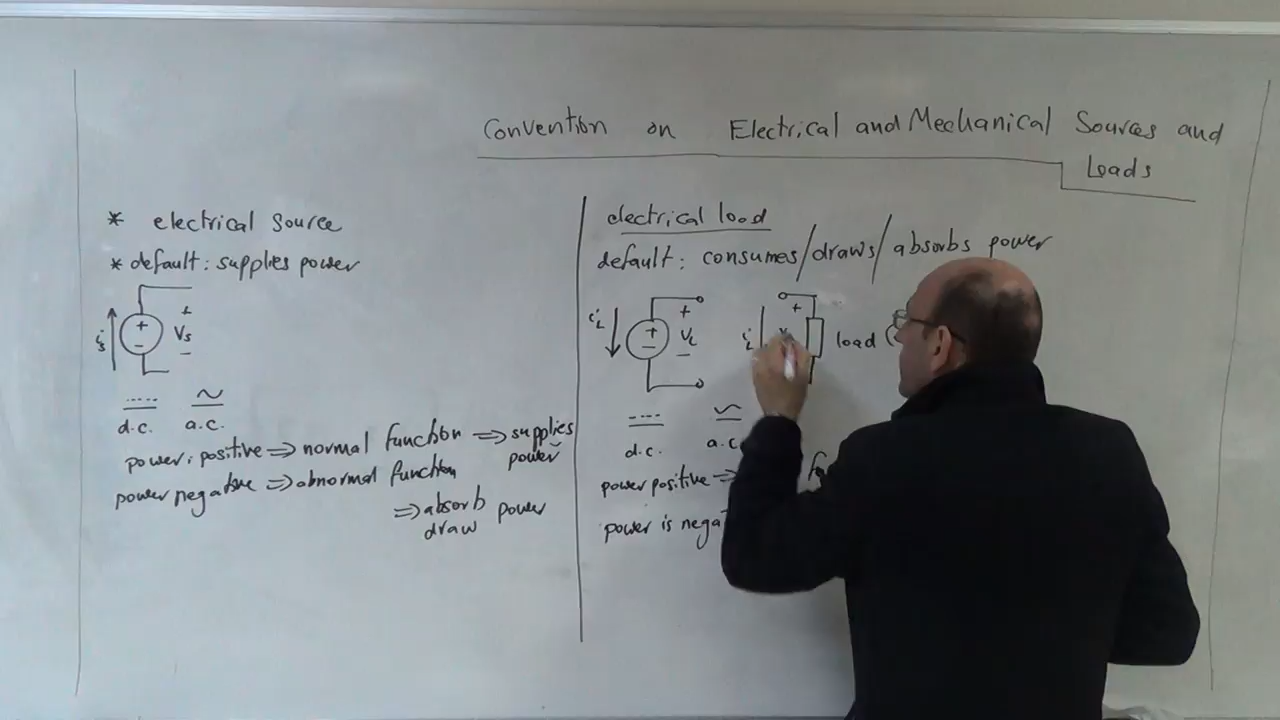 Convention on Electrical and Mechanical Sources and
Loads
* electrical source
* default: supplies power
+
is
+
-
Vs
-
d.c. a.c.
power: positive ⇒ normal function ⇒ supplies
power
power negative ⇒ abnormal function
⇒ absorb power
draw
electrical load
default: consumes/draws/absorbs power
iL
+
-
+
VL
-
iL
+
load (
d.c. a.c
power positive ⇒
power is nega